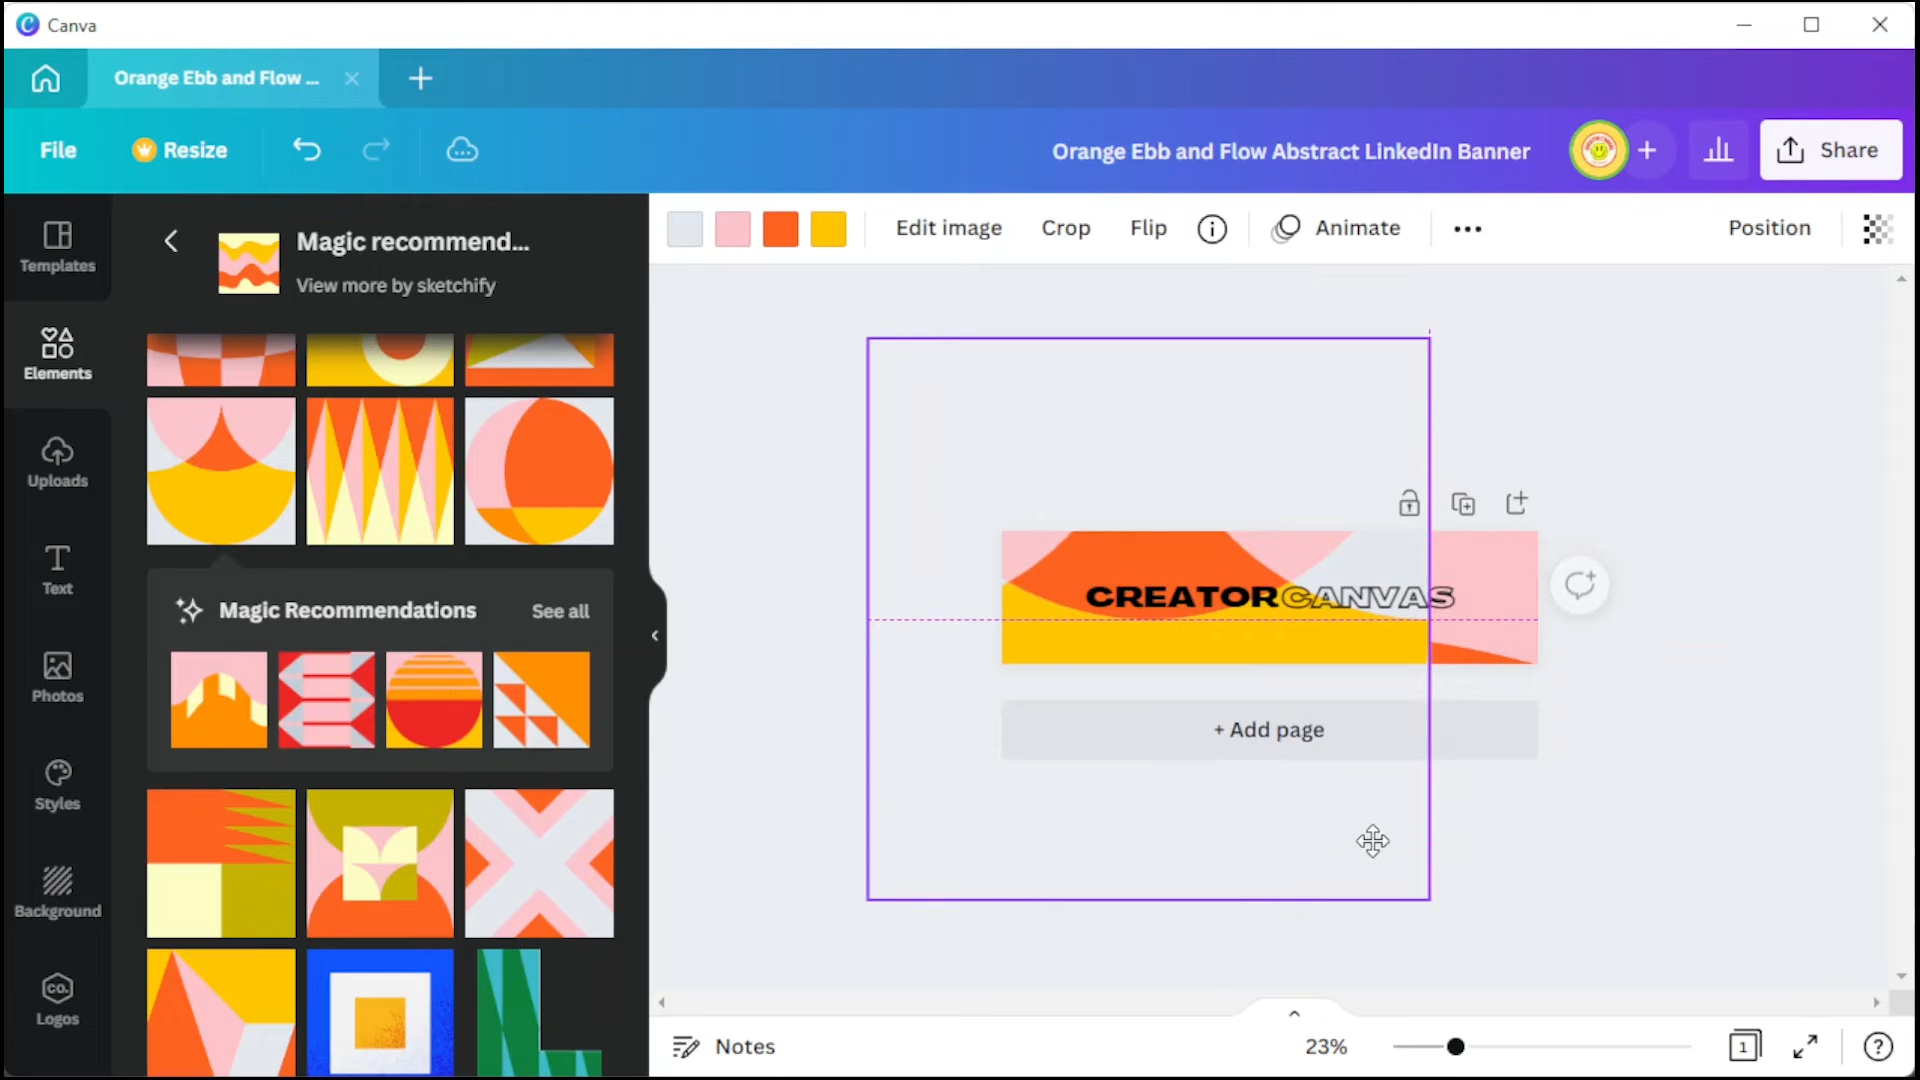 Canva
Orange Ebb and Flow ...
File
Resize
Orange Ebb and Flow Abstract LinkedIn Banner
Share
Templates
Elements
Uploads
Text
Photos
Styles
Background
CO.
Logos
Magic recommend...
View more by sketchify
Magic Recommendations
See all
Edit image
Crop
Flip
Animate
Position
CREATORCANVAS
+ Add page
Notes
23%
1